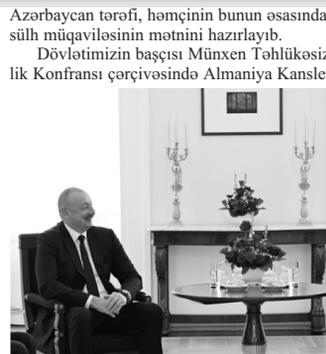 Azərbaycan tərəfi, həmçinin bunun əsasında
sülh müqaviləsinin mətnini hazırlayıb.
Dövlətimizin başçısı Münxen Təhlükəsiz
lik Konfransı çərçivəsində Almaniya Kansle